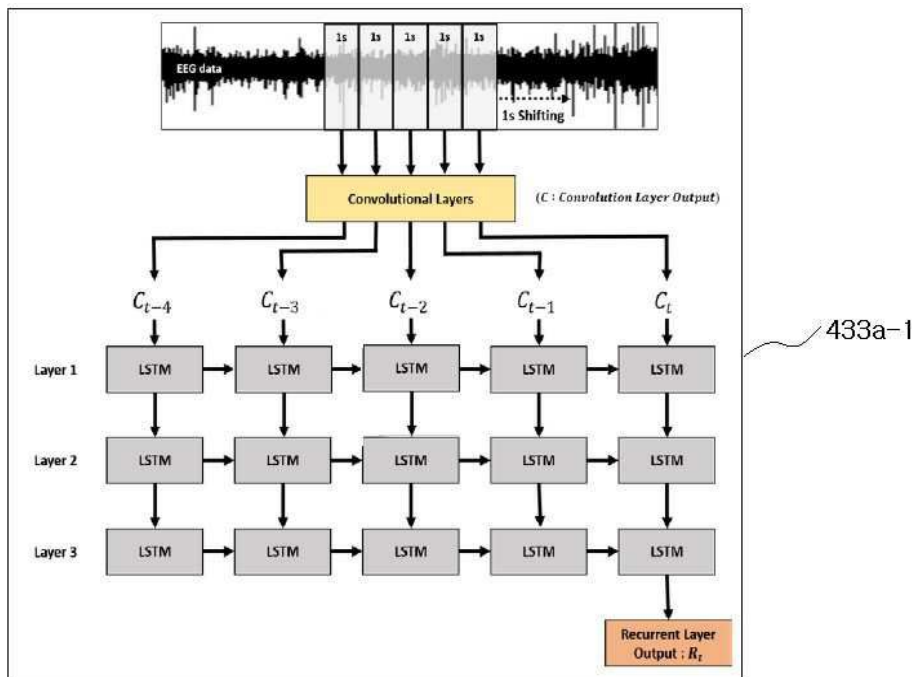 1s 1s 1s 1s 1s
EEG data
1s Shifting
Convolutional Layers
(C : Convolution Layer Output)
C_{t-4} C_{t-3} C_{t-2} C_{t-1} C_t
433a-1
Layer 1 LSTM LSTM LSTM LSTM LSTM
Layer 2 LSTM LSTM LSTM LSTM LSTM
Layer 3 LSTM LSTM LSTM LSTM LSTM
Recurrent Layer
Output : R_t